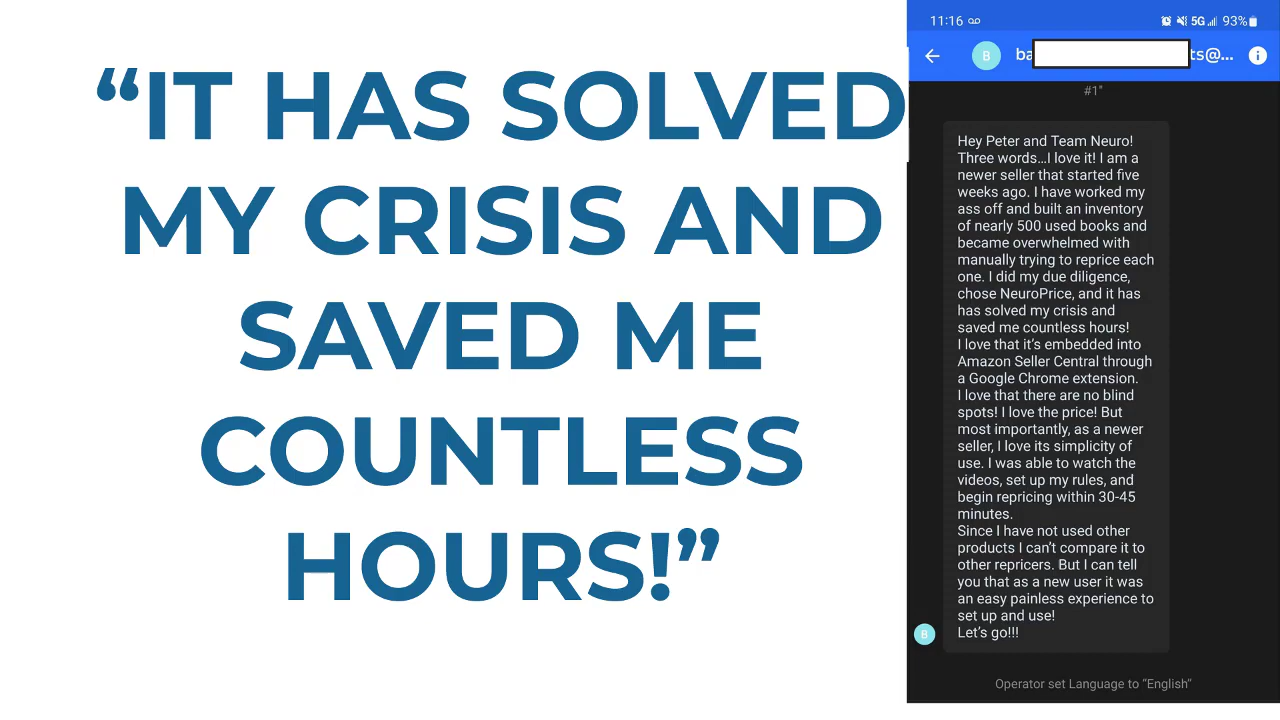 “IT HAS SOLVED
MY CRISIS AND
SAVED ME
COUNTLESS
HOURS!”
11:16
5G 93%
B ba ts@...
#1"
Hey Peter and Team Neuro!
Three words…I love it! I am a
newer seller that started five
weeks ago. I have worked my
ass off and built an inventory
of nearly 500 used books and
became overwhelmed with
manually trying to reprice each
one. I did my due diligence,
chose NeuroPrice, and it has
has solved my crisis and
saved me countless hours!
I love that it’s embedded into
Amazon Seller Central through
a Google Chrome extension.
I love that there are no blind
spots! I love the price! But
most importantly, as a newer
seller, I love its simplicity of
use. I was able to watch the
videos, set up my rules, and
begin repricing within 30-45
minutes.
Since I have not used other
products I can’t compare it to
other repricers. But I can tell
you that as a new user it was
an easy painless experience to
set up and use!
Let’s go!!!
B
Operator set Language to “English”